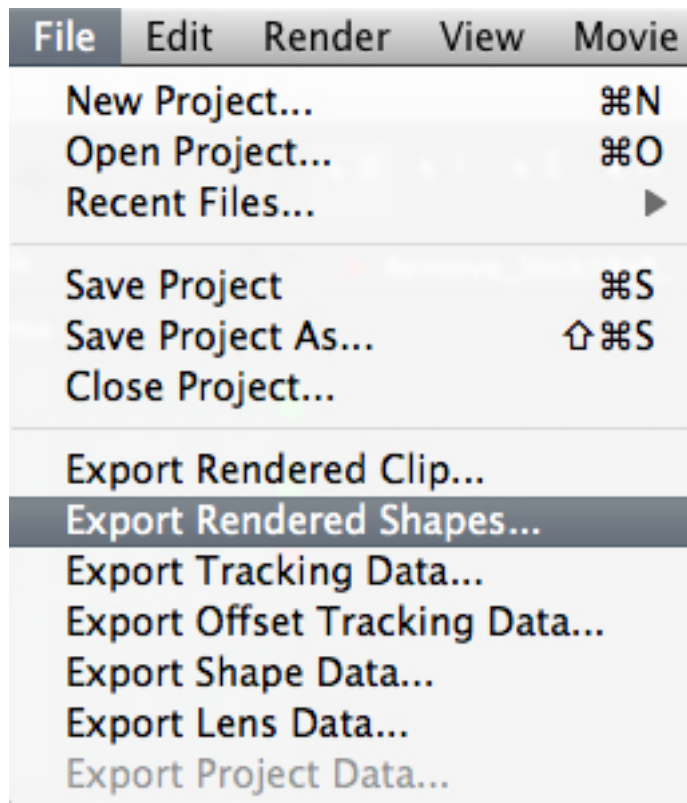 File Edit Render View Movie
New Project... ⌘N
Open Project... ⌘O
Recent Files... ▶
Save Project ⌘S
Save Project As... ⇧⌘S
Close Project...
Export Rendered Clip...
Export Rendered Shapes...
Export Tracking Data...
Export Offset Tracking Data...
Export Shape Data...
Export Lens Data...
Export Project Data...